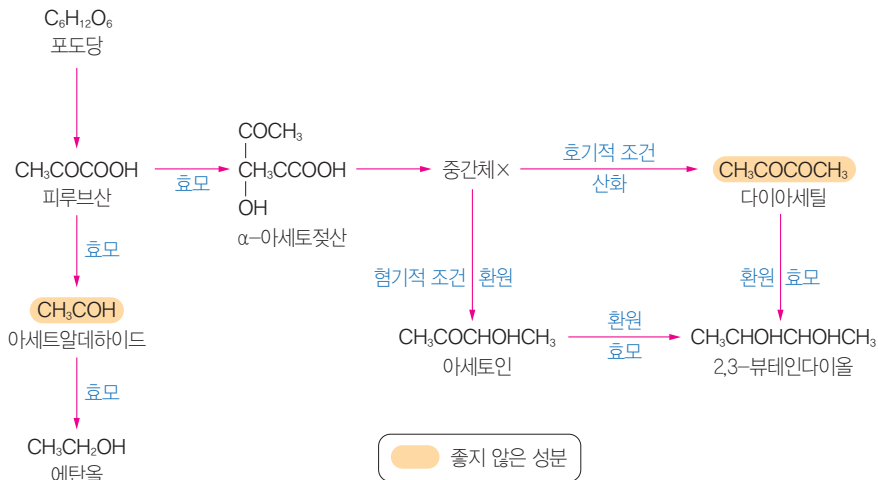 C₆H₁₂O₆
포도당
COCH₃
CH₃COCOOH
피루브산
효모
CH₃CCOOH
OH
α-아세토젖산
중간체×
호기적 조건
산화
CH₃COCOCH₃
다이아세틸
효모
혐기적 조건 환원
환원 효모
CH₃COH
아세트알데하이드
CH₃COCHOHCH₃
아세토인
환원
효모
CH₃CHOHCHOHCH₃
2,3-뷰테인다이올
효모
CH₃CH₂OH
에탄올
좋지 않은 성분